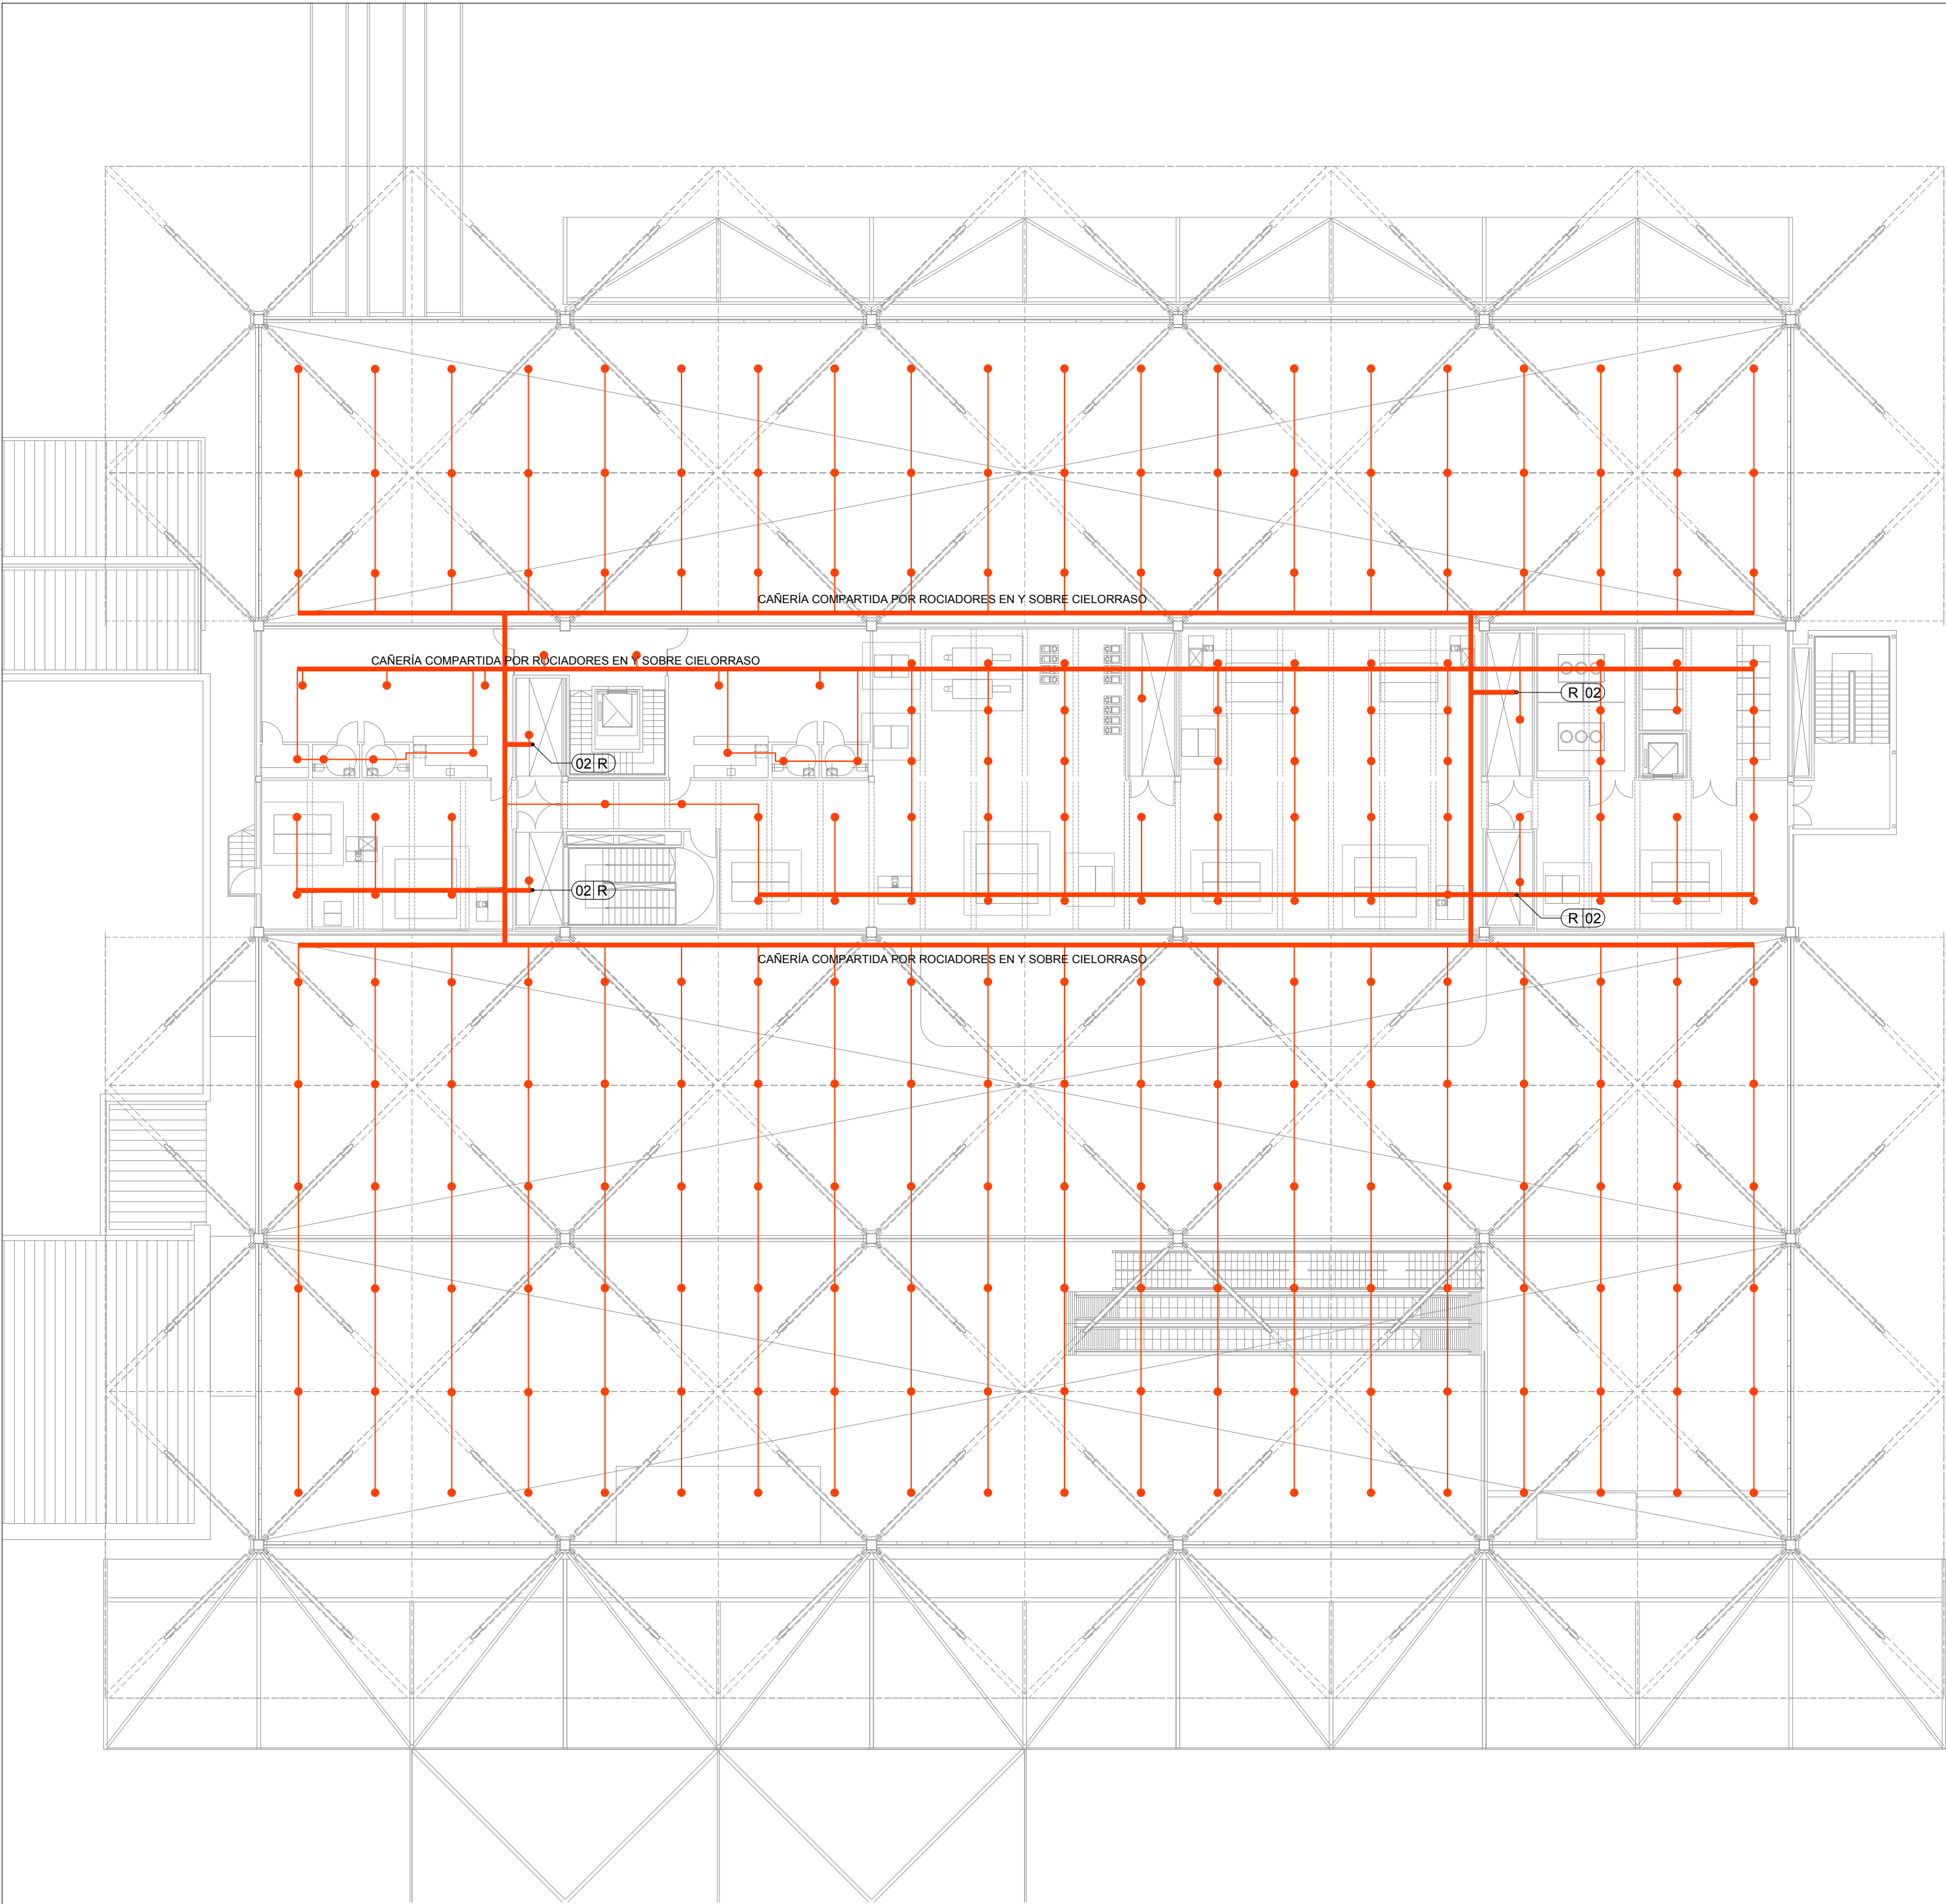 CAÑERÍA COMPARTIDA POR ROCIADORES EN Y SOBRE CIELORRASO
CAÑERÍA COMPARTIDA POR ROCIADORES EN Y SOBRE CIELORRASO
R 02
02 R
02 R
R 02
CAÑERÍA COMPARTIDA POR ROCIADORES EN Y SOBRE CIELORRASO